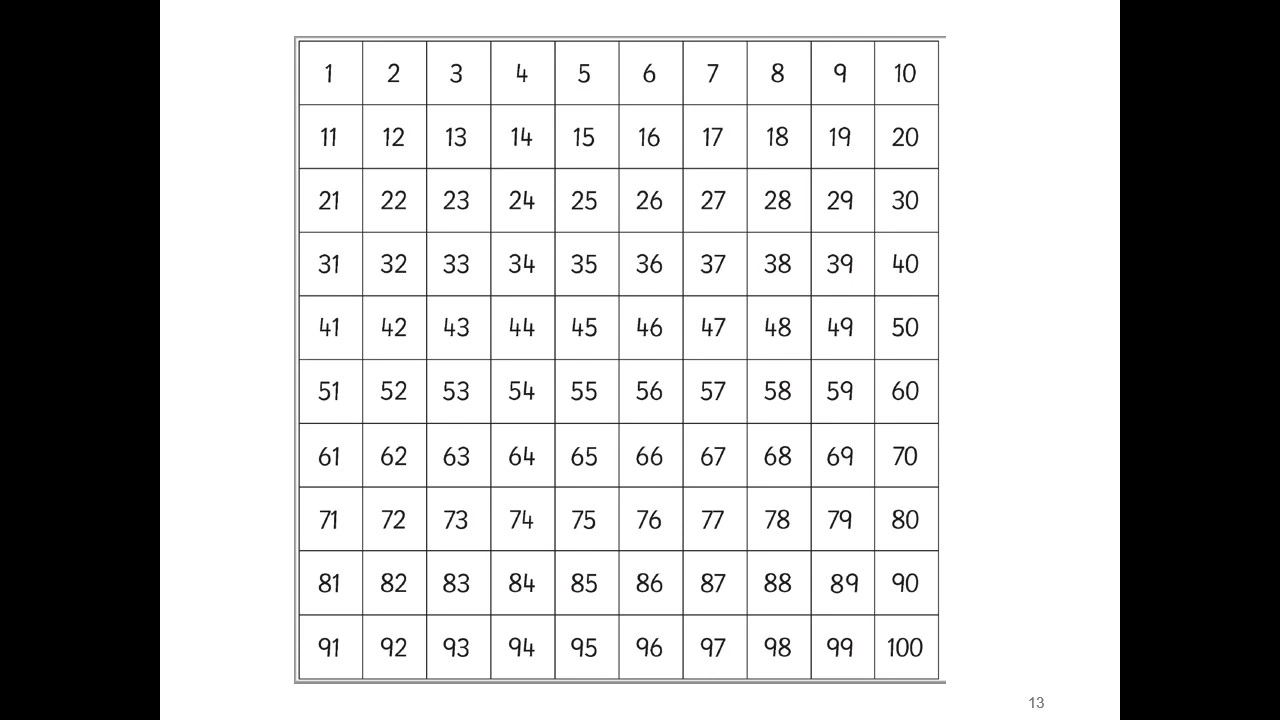 1 2 3 4 5 6 7 8 9 10
11 12 13 14 15 16 17 18 19 20
21 22 23 24 25 26 27 28 29 30
31 32 33 34 35 36 37 38 39 40
41 42 43 44 45 46 47 48 49 50
51 52 53 54 55 56 57 58 59 60
61 62 63 64 65 66 67 68 69 70
71 72 73 74 75 76 77 78 79 80
81 82 83 84 85 86 87 88 89 90
91 92 93 94 95 96 97 98 99 100
13